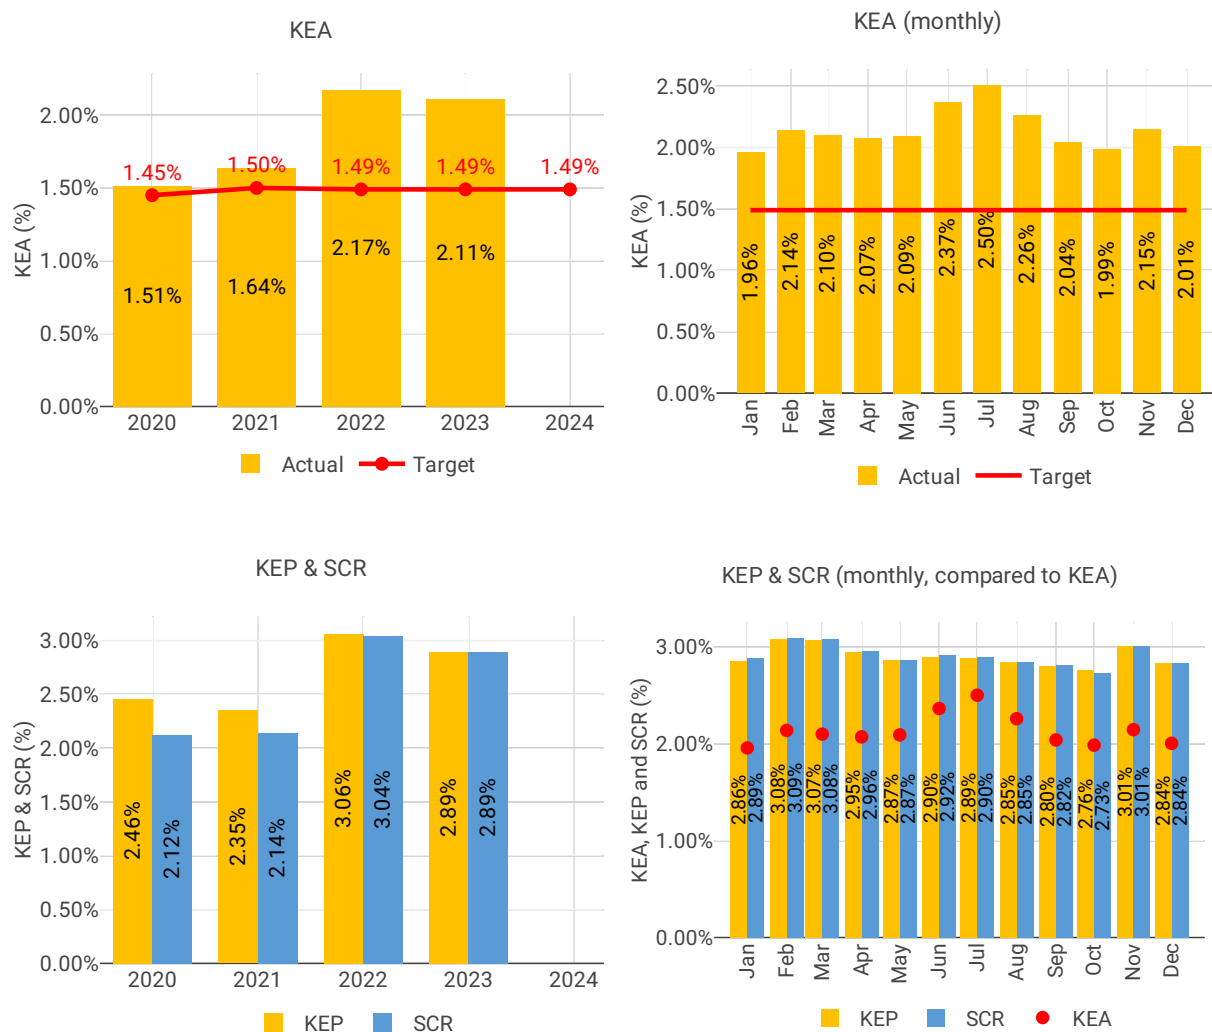 KEA
KEA (%)
2.00%
1.50%
1.00%
0.50%
0.00%
1.45%
1.50%
1.49%
1.49%
1.49%
1.51%
1.64%
2.17%
2.11%
2020
2021
2022
2023
2024
Actual
Target
KEA (monthly)
KEA (%)
2.50%
2.00%
1.50%
1.00%
0.50%
0.00%
1.96%
2.14%
2.10%
2.07%
2.09%
2.37%
2.50%
2.26%
2.04%
1.99%
2.15%
2.01%
Jan
Feb
Mar
Apr
May
Jun
Jul
Aug
Sep
Oct
Nov
Dec
Actual
Target
KEP & SCR
KEP & SCR (%)
3.00%
2.50%
2.00%
1.50%
1.00%
0.50%
0.00%
2.46%
2.12%
2.35%
2.14%
3.06%
3.04%
2.89%
2.89%
2020
2021
2022
2023
2024
KEP
SCR
KEP & SCR (monthly, compared to KEA)
KEA, KEP and SCR (%)
3.00%
2.00%
1.00%
0.00%
2.86%
2.89%
3.08%
3.09%
3.07%
3.08%
2.95%
2.96%
2.87%
2.87%
2.90%
2.92%
2.89%
2.90%
2.85%
2.85%
2.80%
2.82%
2.76%
2.73%
3.01%
3.01%
2.84%
2.84%
Jan
Feb
Mar
Apr
May
Jun
Jul
Aug
Sep
Oct
Nov
Dec
KEP
SCR
KEA